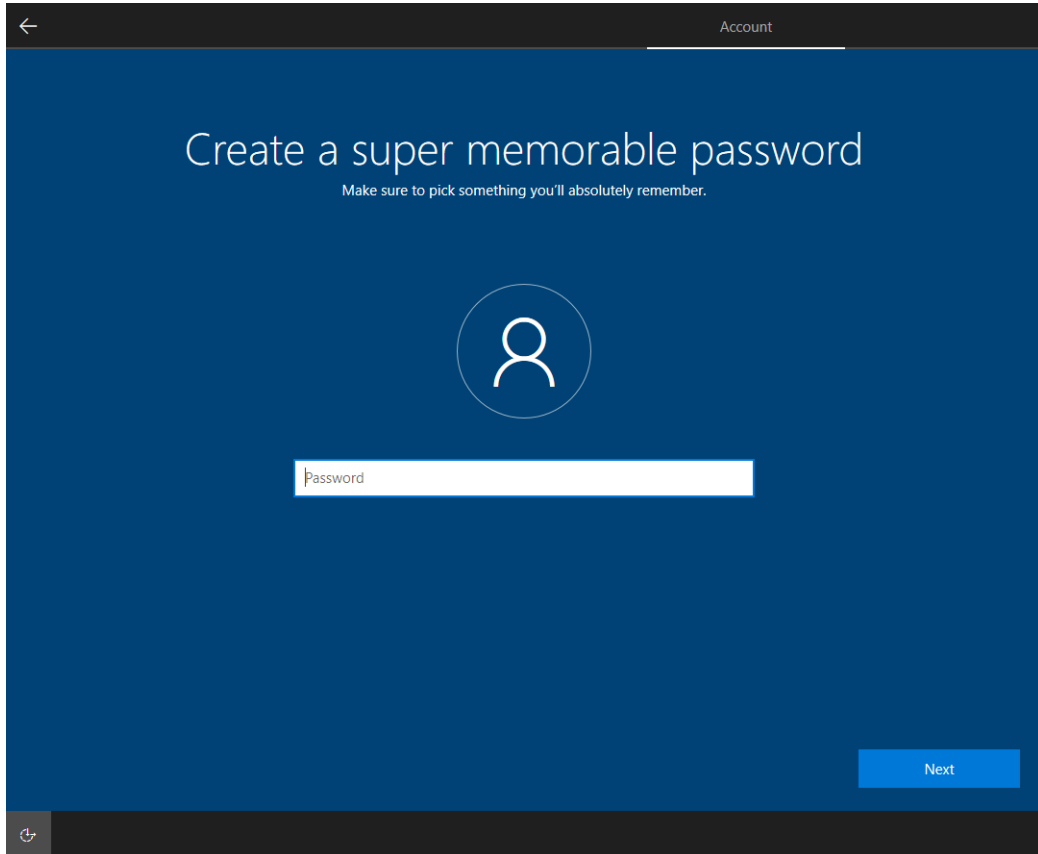 Account
Create a super memorable password
Make sure to pick something you'll absolutely remember.
Password
Next